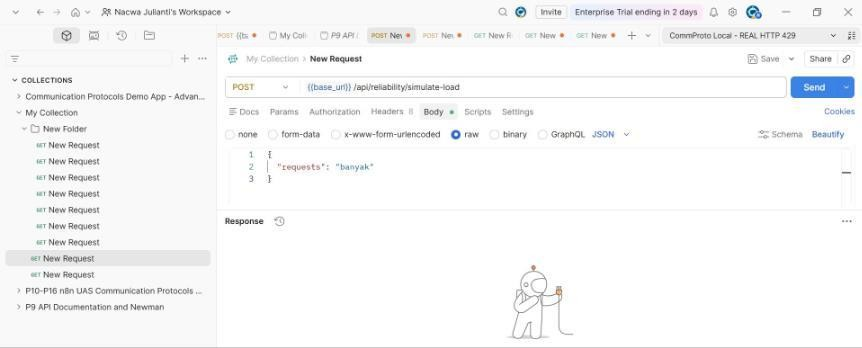 Nacwa Julianti's Workspace
Invite
Enterprise Trial ending in 2 days
POST {{ba
My Coll
P9 API I
POST Nev
POST Nev
GET New R
GET New
GET New
CommProto Local - REAL HTTP 429
COLLECTIONS
Communication Protocols Demo App - Advan...
My Collection
New Folder
GET New Request
GET New Request
GET New Request
GET New Request
GET New Request
GET New Request
GET New Request
GET New Request
GET New Request
P10-P16 n8n UAS Communication Protocols ...
P9 API Documentation and Newman
My Collection > New Request
Save
Share
POST
{{base_url}} /api/reliability/simulate-load
Send
Docs
Params
Authorization
Headers 8
Body
Scripts
Settings
Cookies
none
form-data
x-www-form-urlencoded
raw
binary
GraphQL
JSON
Schema
Beautify
1 {
2 "requests": "banyak"
3 }
Response